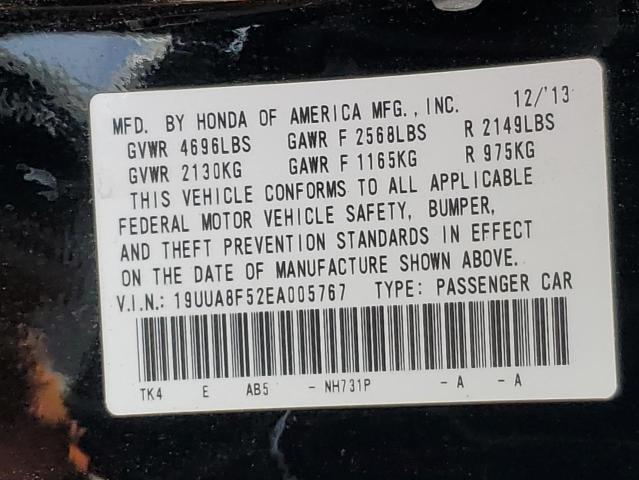 MFD. BY HONDA OF AMERICA MFG., INC. 12/'13
GVWR 4696LBS GAWR F 2568LBS R 2149LBS
GVWR 2130KG GAWR F 1165KG R 975KG
THIS VEHICLE CONFORMS TO ALL APPLICABLE
FEDERAL MOTOR VEHICLE SAFETY, BUMPER,
AND THEFT PREVENTION STANDARDS IN EFFECT
ON THE DATE OF MANUFACTURE SHOWN ABOVE.
V.I.N.: 19UUA8F52EA005767 TYPE: PASSENGER CAR
TK4 E AB5 - NH731P - A - A